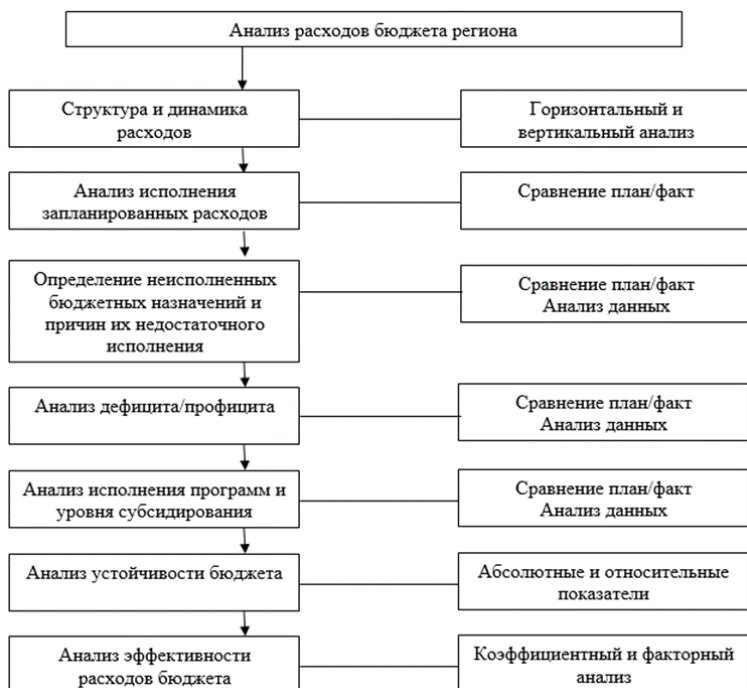 Анализ расходов бюджета региона
Структура и динамика
расходов
Горизонтальный и
вертикальный анализ
Анализ исполнения
запланированных расходов
Сравнение план/факт
Определение неисполненных
бюджетных назначений и
причин их недостаточного
исполнения
Сравнение план/факт
Анализ данных
Анализ дефицита/профицита
Сравнение план/факт
Анализ данных
Анализ исполнения программ и
уровня субсидирования
Сравнение план/факт
Анализ данных
Анализ устойчивости бюджета
Абсолютные и относительные
показатели
Анализ эффективности
расходов бюджета
Коэффициентный и факторный
анализ